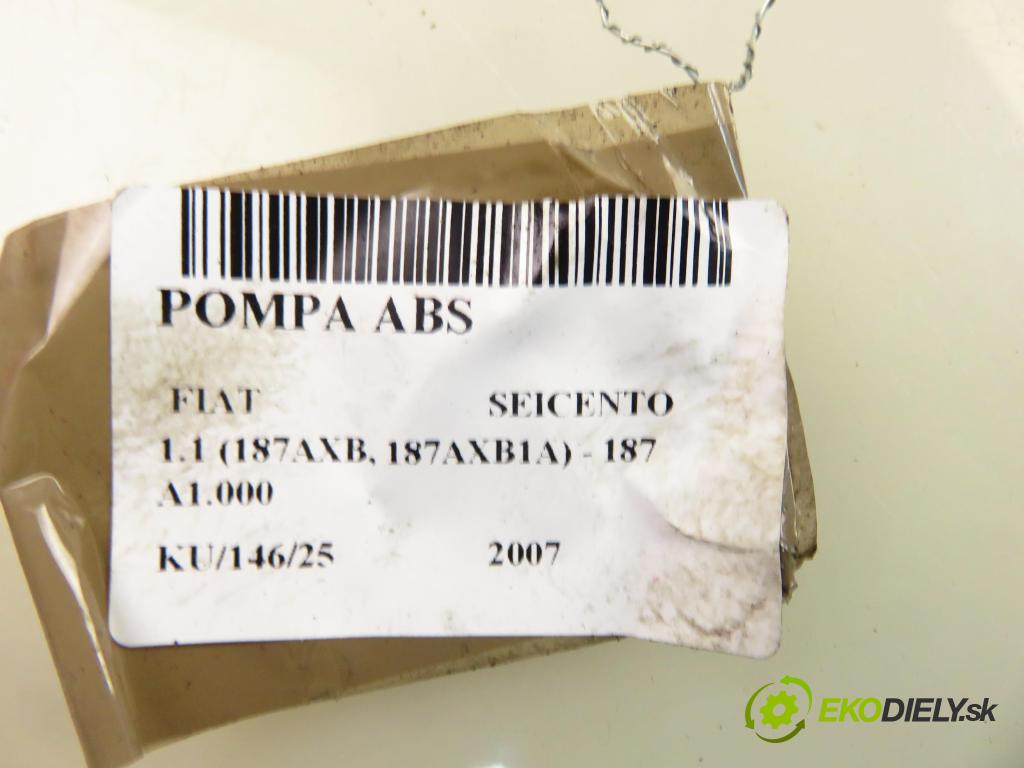 POMPA ABS
FIAT SEICENTO
1.1 (187AXB, 187AXB1A) - 187
A1.000
KU/146/25 2007
EKODIELY.sk